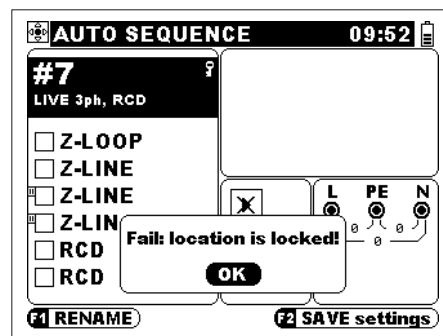 AUTO SEQUENCE 09:52
#7
LIVE 3ph, RCD
Z-LOOP
Z-LINE
Z-LINE
Z-LIN
RCD
RCD
L PE N
0 0
0
Fail: location is locked!
OK
F1 RENAME
F2 SAVE settings